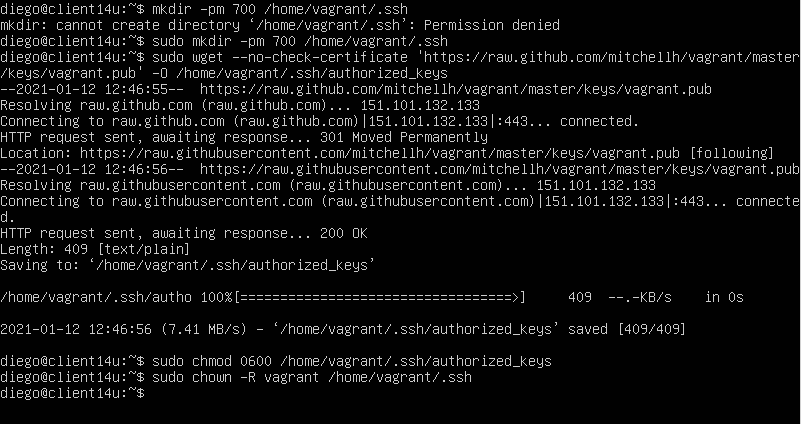 diego@client14u:~$ mkdir -pm 700 /home/vagrant/.ssh
mkdir: cannot create directory ‘/home/vagrant/.ssh’: Permission denied
diego@client14u:~$ sudo mkdir -pm 700 /home/vagrant/.ssh
diego@client14u:~$ sudo wget --no-check-certificate 'https://raw.github.com/mitchellh/vagrant/master
/keys/vagrant.pub' -O /home/vagrant/.ssh/authorized_keys
--2021-01-12 12:46:55--  https://raw.github.com/mitchellh/vagrant/master/keys/vagrant.pub
Resolving raw.github.com (raw.github.com)... 151.101.132.133
Connecting to raw.github.com (raw.github.com)|151.101.132.133|:443... connected.
HTTP request sent, awaiting response... 301 Moved Permanently
Location: https://raw.githubusercontent.com/mitchellh/vagrant/master/keys/vagrant.pub [following]
--2021-01-12 12:46:56--  https://raw.githubusercontent.com/mitchellh/vagrant/master/keys/vagrant.pub
Resolving raw.githubusercontent.com (raw.githubusercontent.com)... 151.101.132.133
Connecting to raw.githubusercontent.com (raw.githubusercontent.com)|151.101.132.133|:443... connecte
d.
HTTP request sent, awaiting response... 200 OK
Length: 409 [text/plain]
Saving to: ‘/home/vagrant/.ssh/authorized_keys’
/home/vagrant/.ssh/autho 100%[==================================>]     409  --.-KB/s    in 0s
2021-01-12 12:46:56 (7.41 MB/s) - ‘/home/vagrant/.ssh/authorized_keys’ saved [409/409]
diego@client14u:~$ sudo chmod 0600 /home/vagrant/.ssh/authorized_keys
diego@client14u:~$ sudo chown -R vagrant /home/vagrant/.ssh
diego@client14u:~$